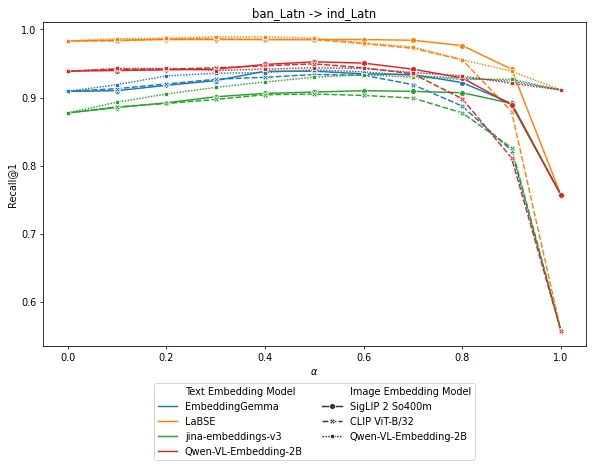 ban_Latn -> ind_Latn
1.0
0.9
0.8
0.7
0.6
Recall@1
0.0 0.2 0.4 0.6 0.8 1.0
α
Text Embedding Model
EmbeddingGemma
LaBSE
jina-embeddings-v3
Qwen-VL-Embedding-2B
Image Embedding Model
SigLIP 2 So400m
CLIP ViT-B/32
Qwen-VL-Embedding-2B